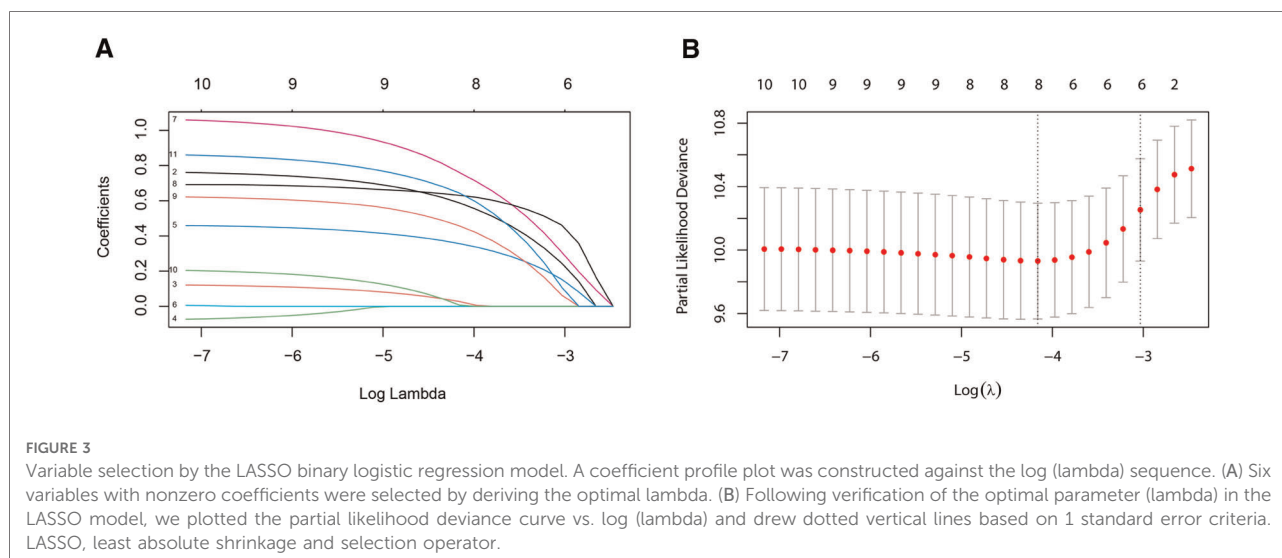 A
10 9 9 8 6
1.0
0.8
0.6
0.4
0.2
0.0
Coefficients
7
11
2
8
9
5
10
3
6
4
−7 −6 −5 −4 −3
Log Lambda
B
10 10 9 9 9 9 8 8 8 6 6 6 2
10.8
10.4
10.0
9.6
Partial Likelihood Deviance
−7 −6 −5 −4 −3
Log(λ)
FIGURE 3
Variable selection by the LASSO binary logistic regression model. A coefficient profile plot was constructed against the log (lambda) sequence. (A) Six
variables with nonzero coefficients were selected by deriving the optimal lambda. (B) Following verification of the optimal parameter (lambda) in the
LASSO model, we plotted the partial likelihood deviance curve vs. log (lambda) and drew dotted vertical lines based on 1 standard error criteria.
LASSO, least absolute shrinkage and selection operator.